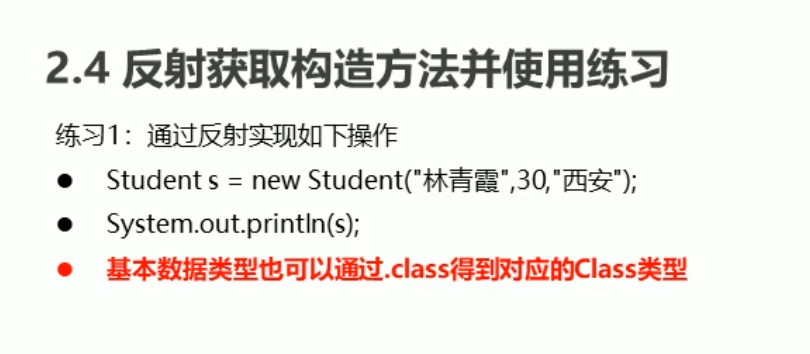 2.4 反射获取构造方法并使用练习
练习1：通过反射实现如下操作
● Student s = new Student("林青霞",30,"西安");
● System.out.println(s);
● 基本数据类型也可以通过.class得到对应的Class类型